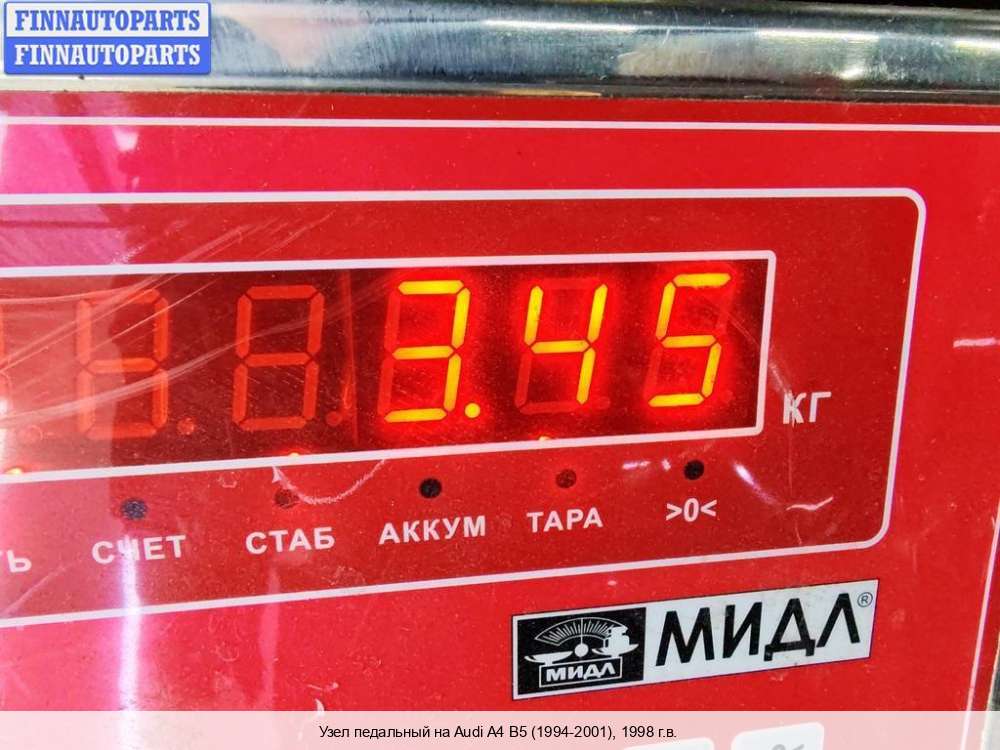 FINNAUTOPARTS
FINNAUTOPARTS
3.45
КГ
СЧЕТ СТАБ АККУМ ТАРА >0<
МИДЛ МИДЛ®
Узел педальный на Audi A4 B5 (1994-2001), 1998 г.в.